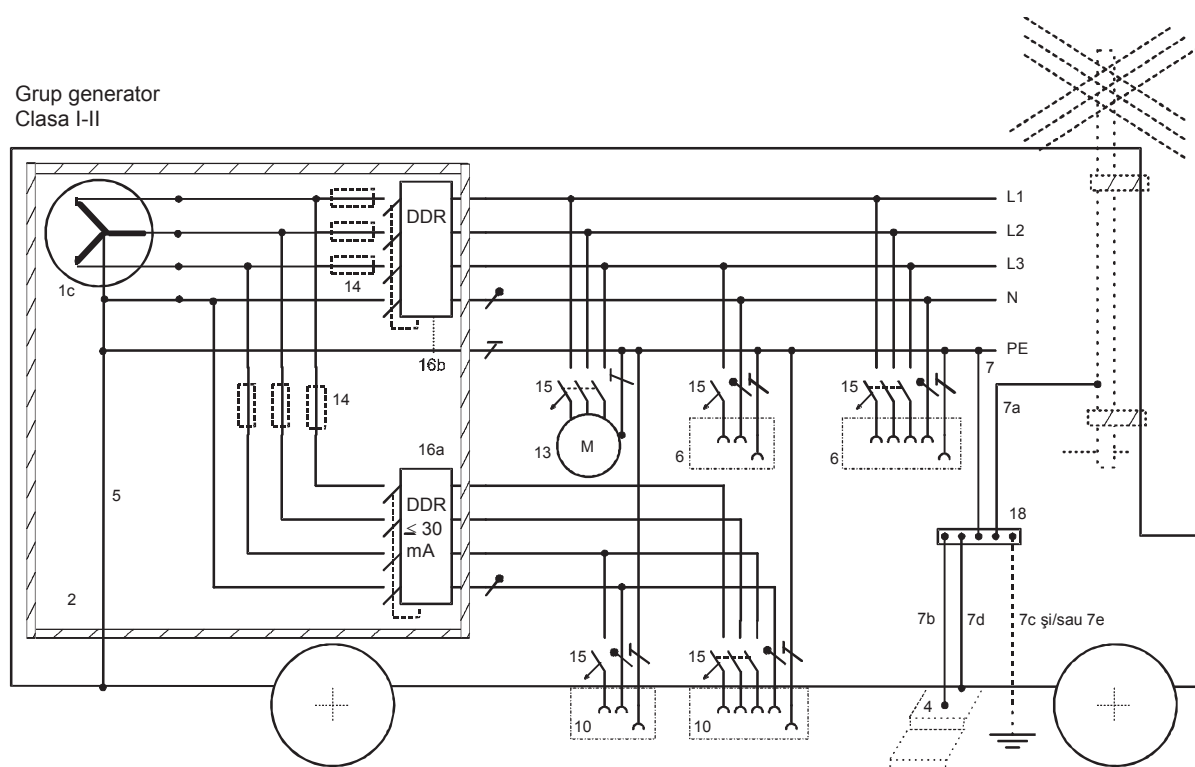 Grup generator
Clasa I-II
1c
14
DDR
16b
L1
L2
L3
N
PE
14
16a
DDR
≤ 30
mA
5
2
15
M
13
15
6
15
6
7
7a
18
7b
7d
7c şi/sau 7e
15
10
15
10
4